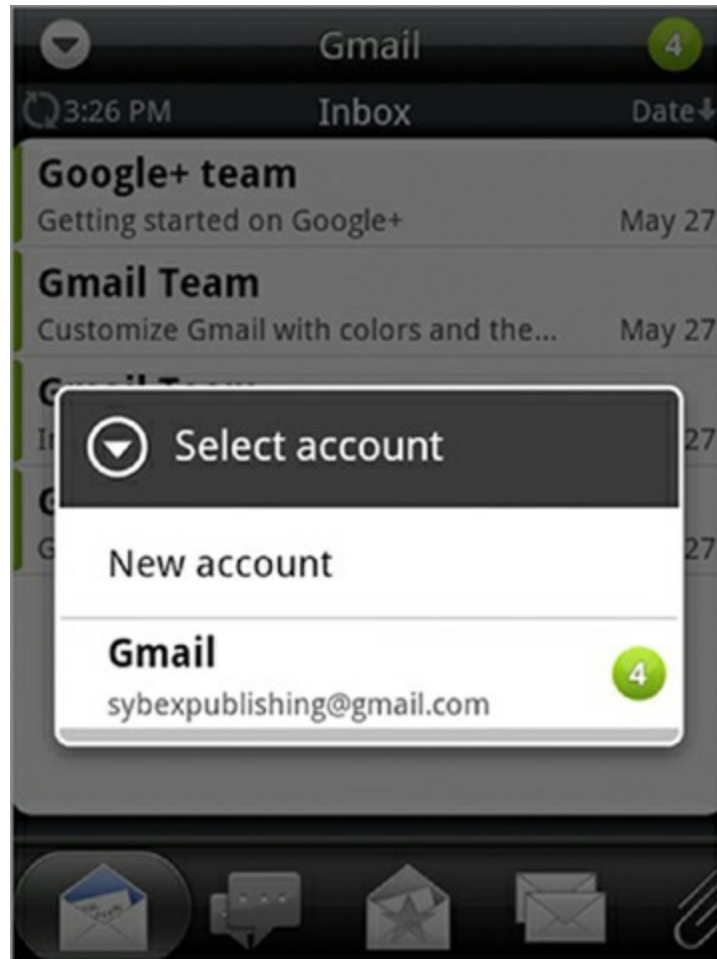 Gmail 4
3:26 PM Inbox Date
Google+ team
Getting started on Google+ May 27
Gmail Team
Customize Gmail with colors and the... May 27
Select account
27
New account
27
Gmail
4
sybexpublishing@gmail.com